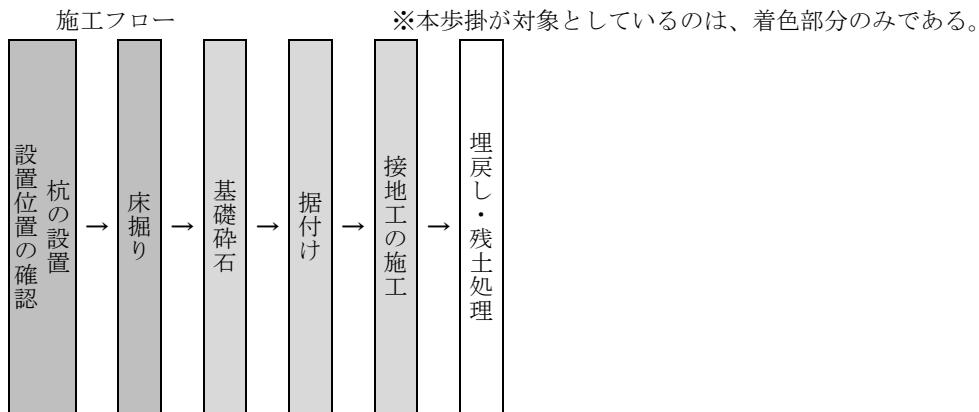 施工フロー
※本歩掛が対象としているのは、着色部分のみである。
杭の設置
設置位置の確認
→
床掘り
→
基礎砕石
→
据付け
→
接地工の施工
→
埋戻し・残土処理